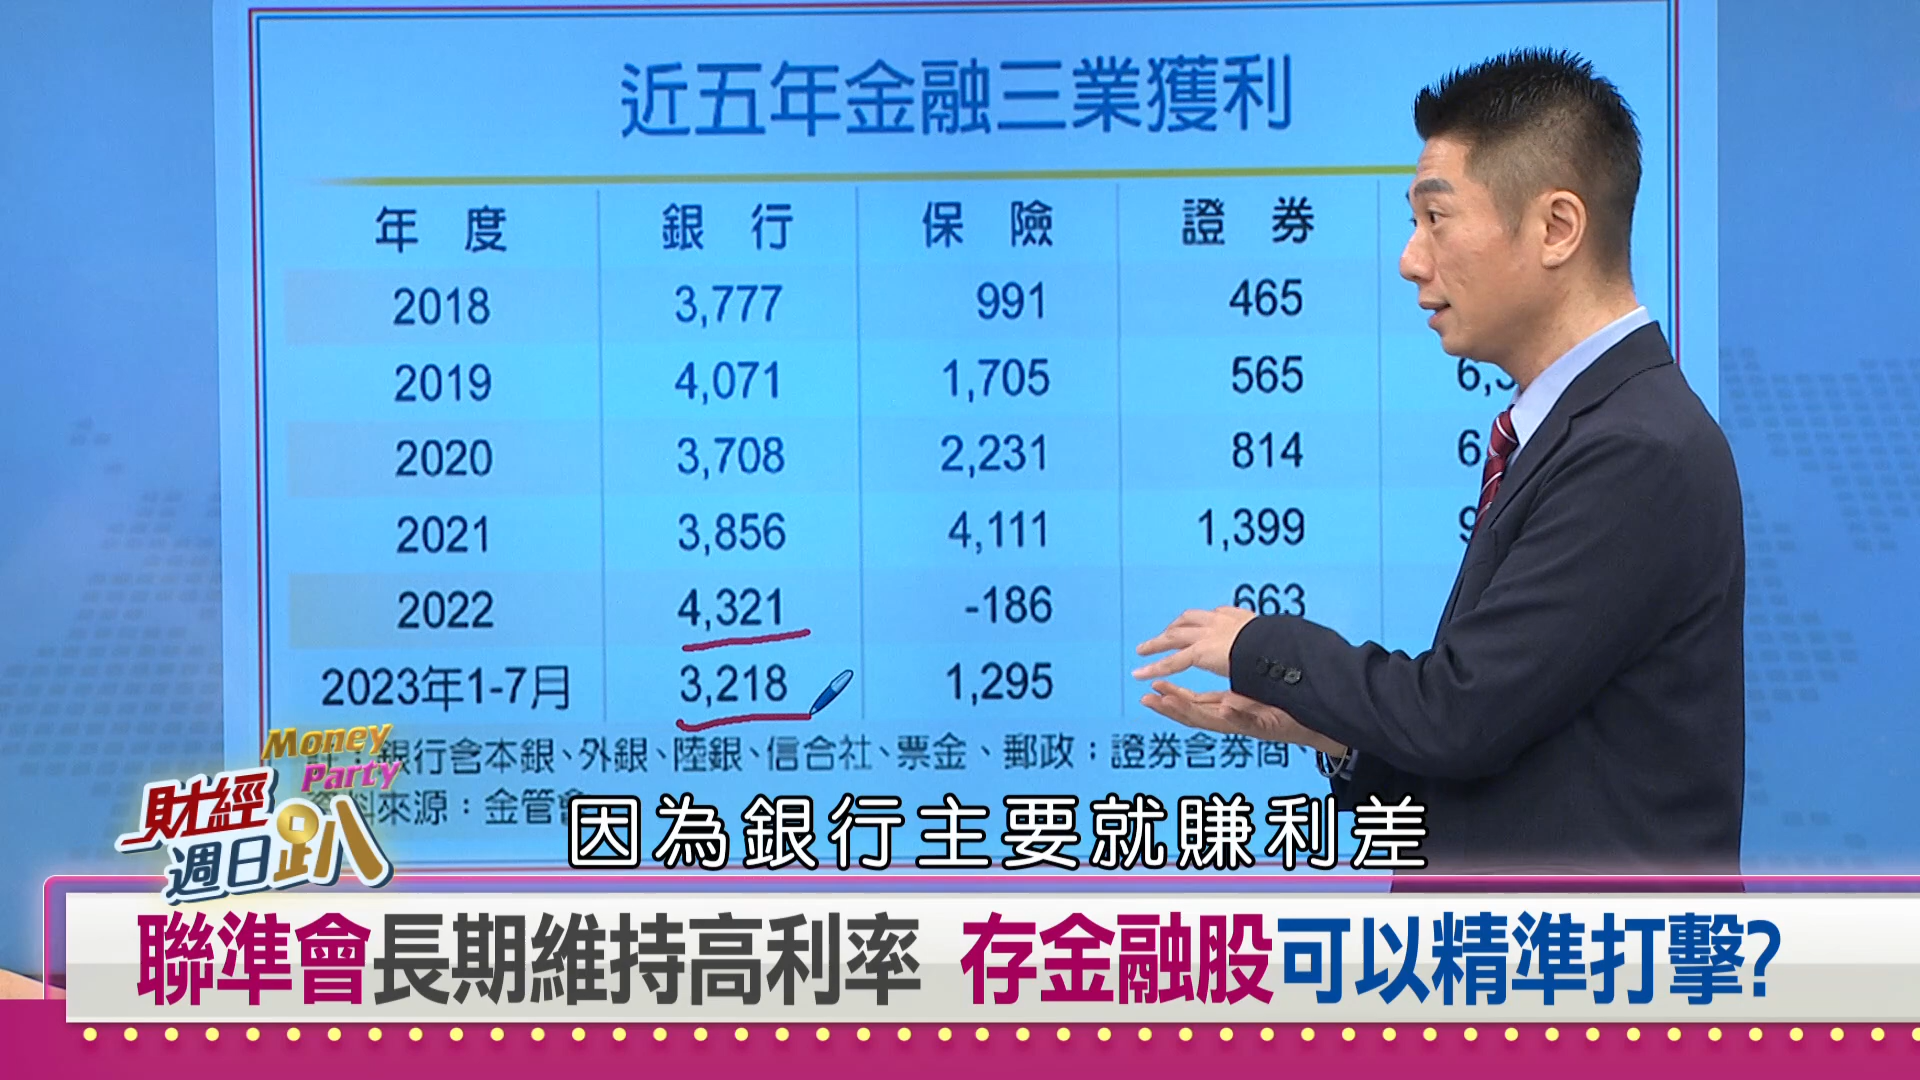 近五年金融三業獲利
年度 銀行 保險 證券
2018 3,777 991 465
2019 4,071 1,705 565 6,
2020 3,708 2,231 814 6
2021 3,856 4,111 1,399 9
2022 4,321 -186 663
2023年1-7月 3,218 1,295
註：銀行含本銀、外銀、陸銀、信合社、票金、郵政；證券含券商、
資料來源：金管會
Money Party
財經週日趴
因為銀行主要就賺利差
聯準會長期維持高利率 存金融股可以精準打擊?